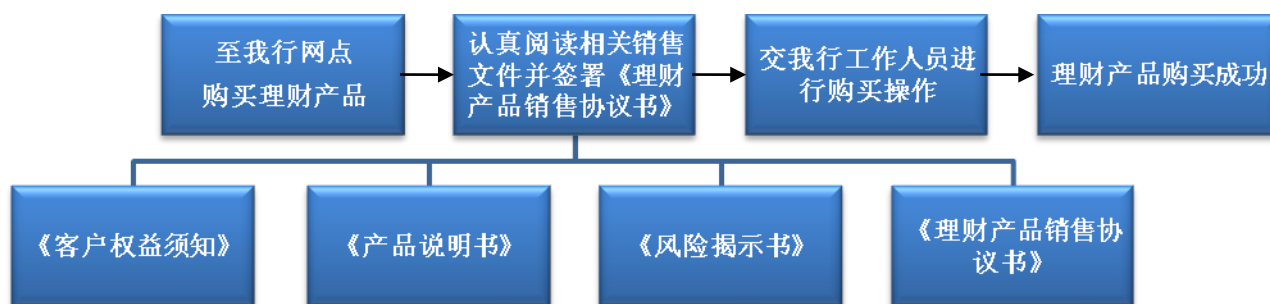 至我行网点
购买理财产品
认真阅读相关销售
文件并签署《理财
产品销售协议书》
交我行工作人员进
行购买操作
理财产品购买成功
《客户权益须知》
《产品说明书》
《风险揭示书》
《理财产品销售协
议书》